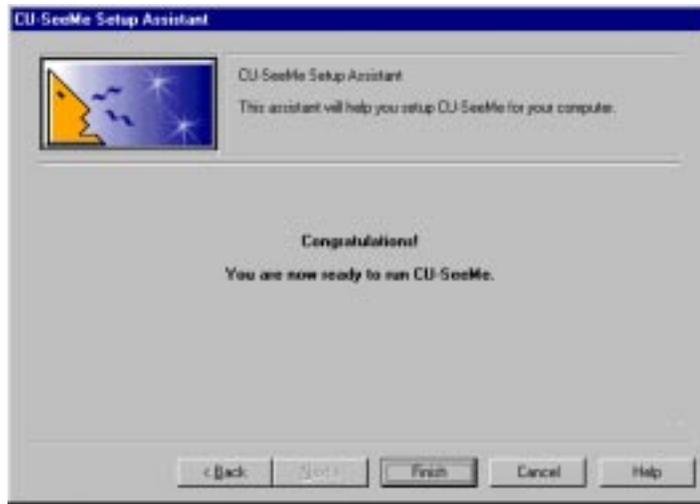 CU-SeeMe Setup Assistant
CU-SeeMe Setup Assistant
This assistant will help you setup CU-SeeMe for your computer.
Congratulations!
You are now ready to run CU-SeeMe.
< Back Next > Finish Cancel Help